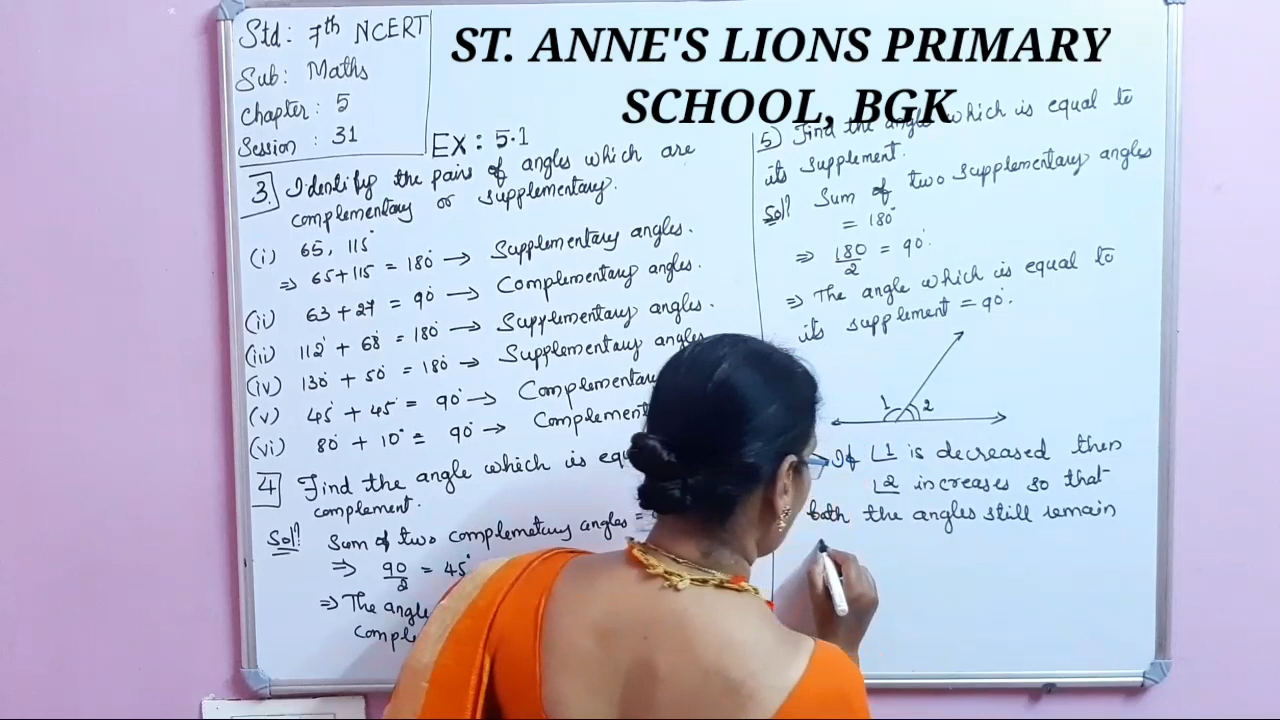 ST. ANNE'S LIONS PRIMARY
SCHOOL, BGK
Std: 7th NCERT
Sub: Maths
Chapter: 5
Session: 31
EX: 5.1
3. Identify the pairs of angles which are
complementary or supplementary.
(i) 65, 115°
⇒ 65+115 = 180° → Supplementary angles.
(ii) 63+27 = 90° → Complementary angles.
(iii) 112° + 68° = 180° → Supplementary angles.
(iv) 130° + 50° = 180° → Supplementary angles
(v) 45° + 45° = 90° → Complementary
(vi) 80° + 10° = 90° → Complement
4 Find the angle which is equ
complement.
Sol? Sum of two complemetary angles =
⇒ 90/2 = 45°
⇒ The angle
comple
5) Find the angle which is equal to
its supplement.
Sol? Sum of two supplementary angles
= 180°
⇒ 180/2 = 90°.
⇒ The angle which is equal to
its supplement = 90°.
1 2
If ∠1 is decreased then
∠2 increases so that
both the angles still remain